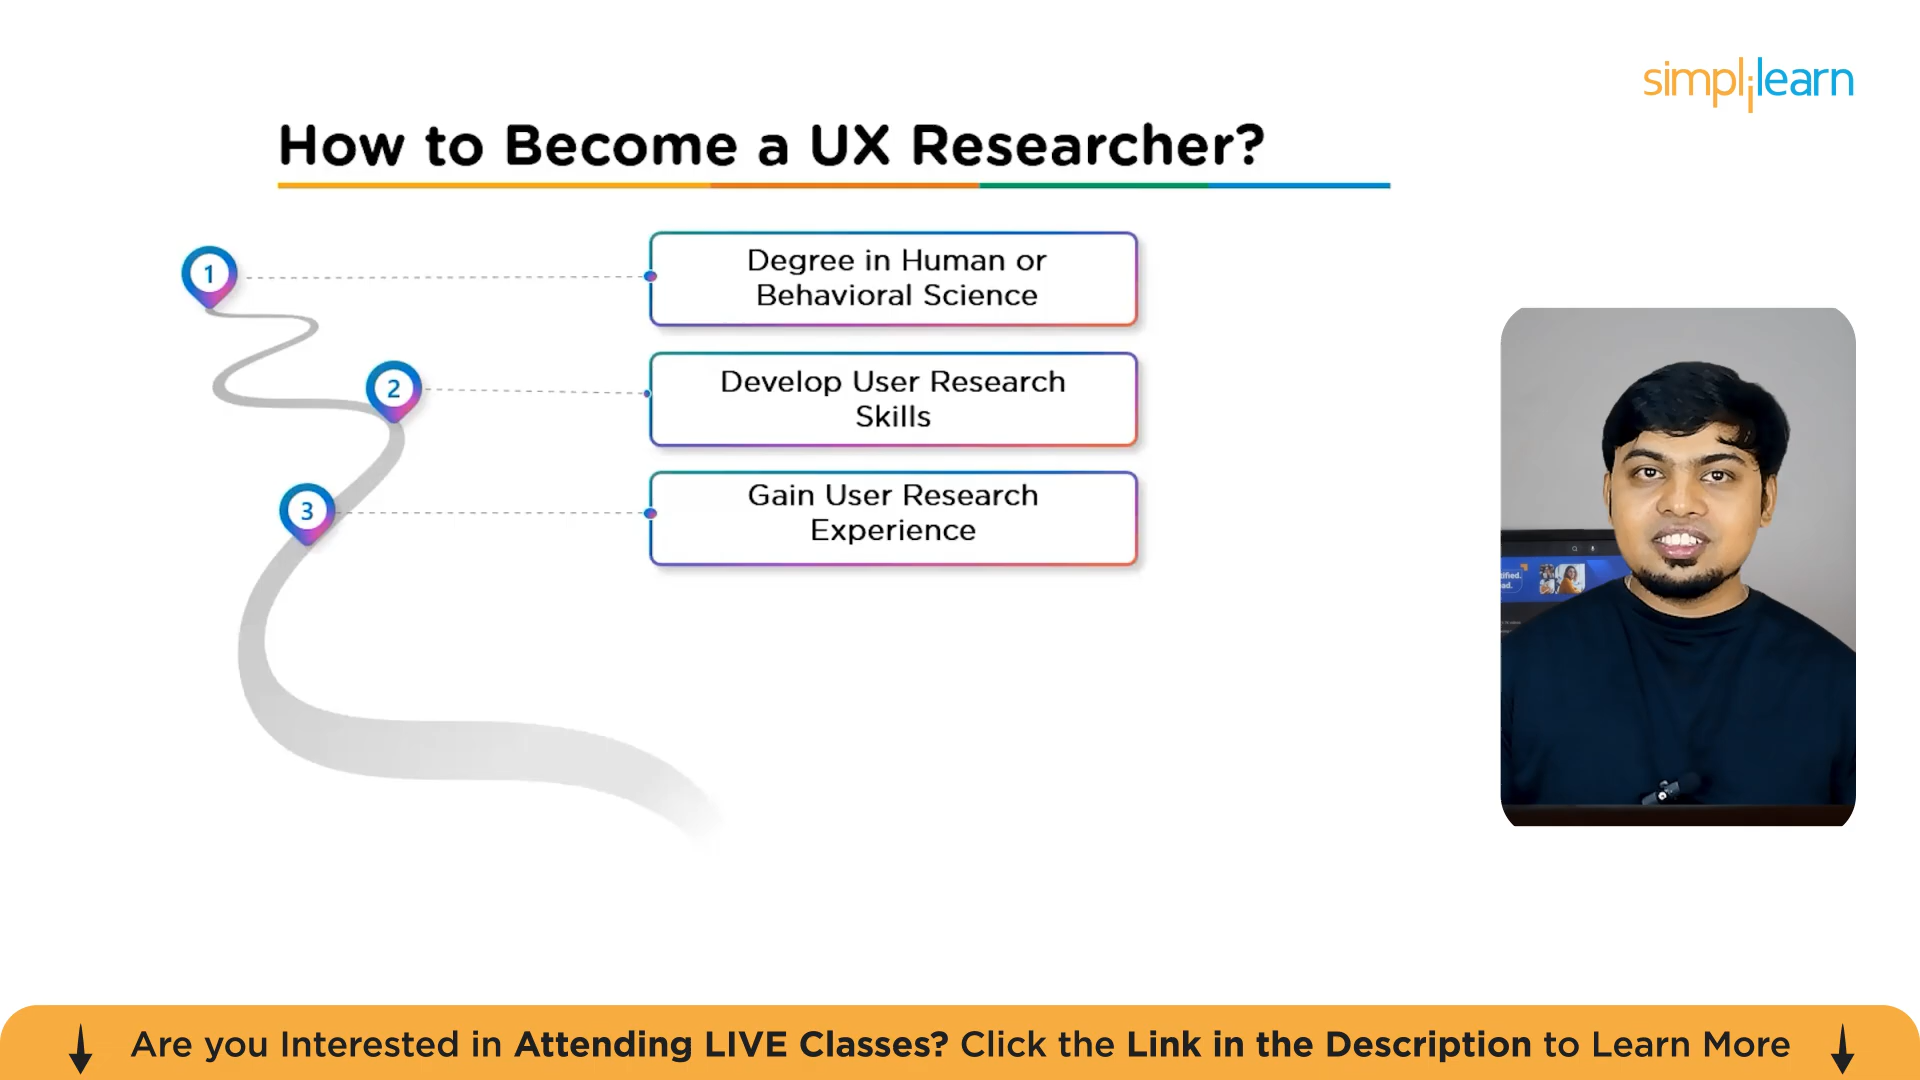 simplilearn
How to Become a UX Researcher?
1
Degree in Human or
Behavioral Science
2
Develop User Research
Skills
3
Gain User Research
Experience
Are you Interested in Attending LIVE Classes? Click the Link in the Description to Learn More